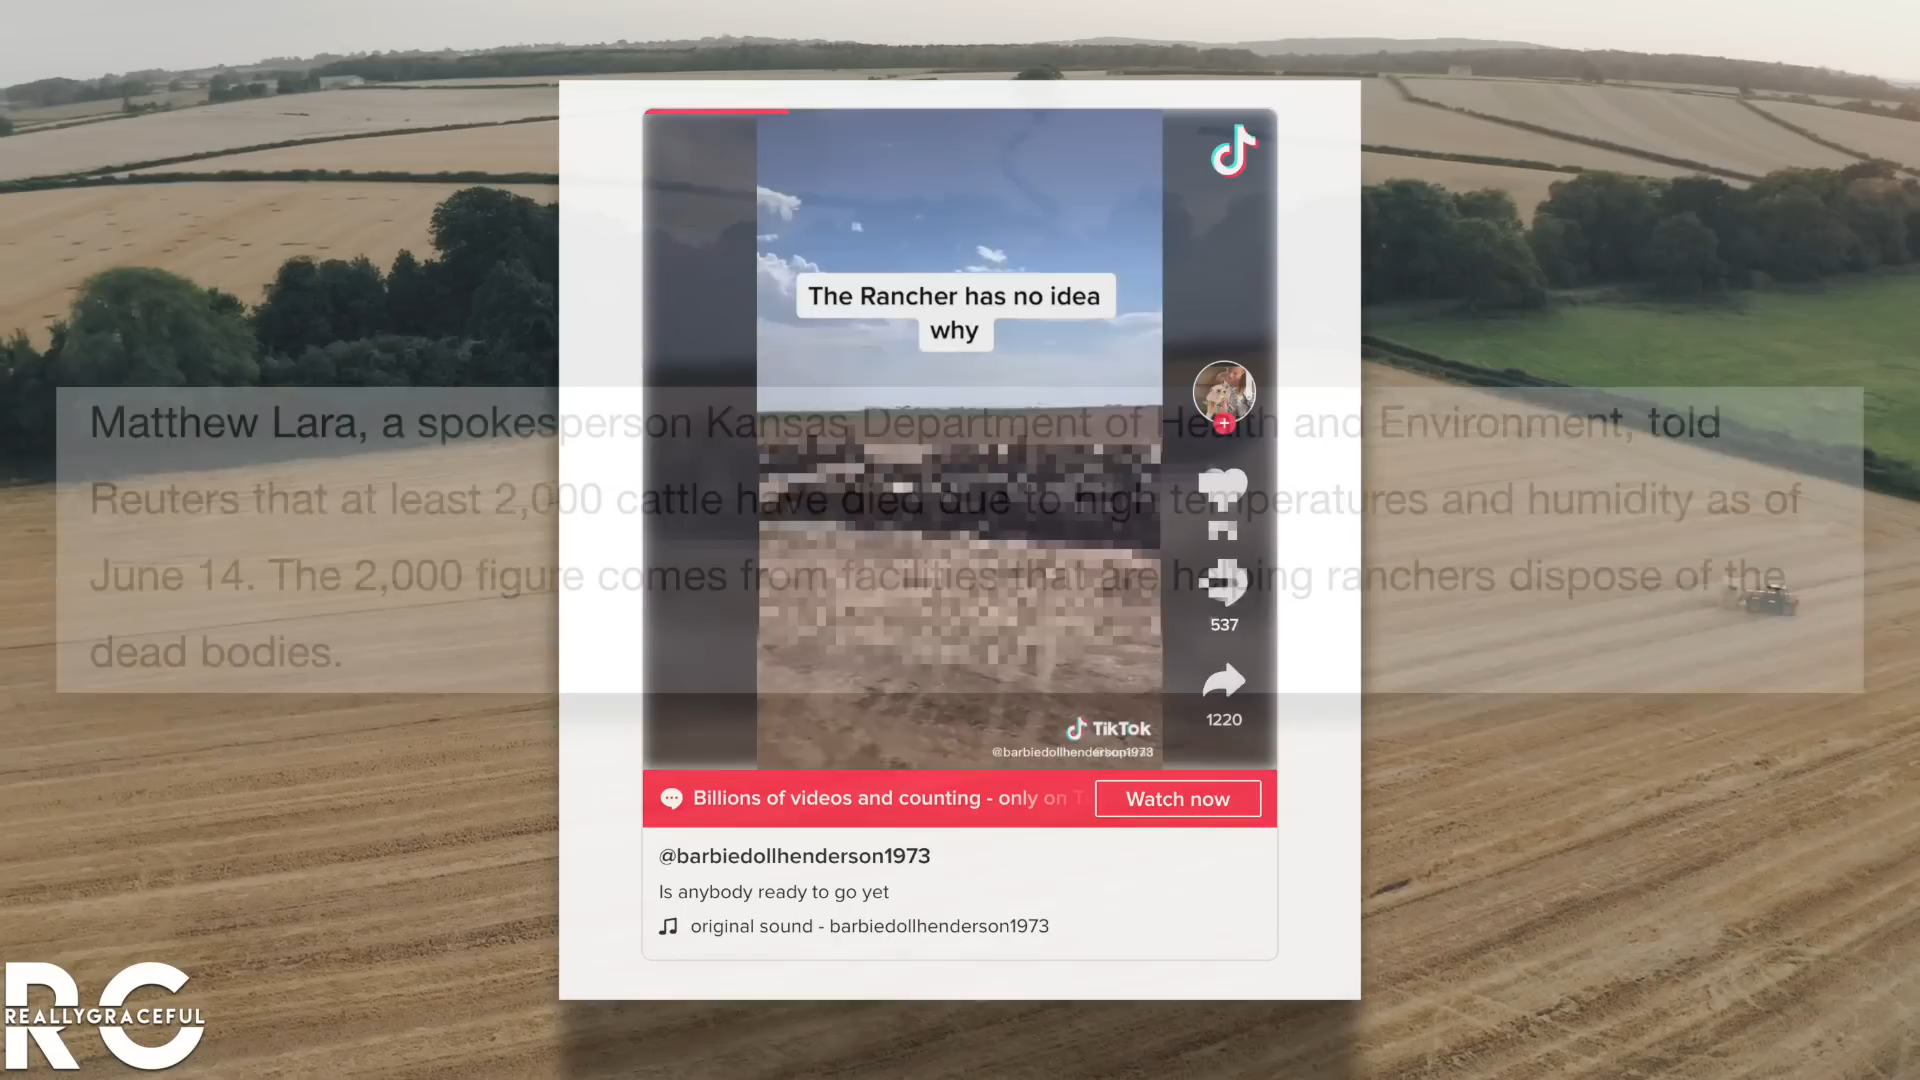 The Rancher has no idea
why
Matthew Lara, a spokesperson Kansas Department of Health and Environment, told
Reuters that at least 2,000 cattle have died due to high temperatures and humidity as of
June 14. The 2,000 figure comes from facilities that are helping ranchers dispose of the
dead bodies.
537
1220
TikTok
@barbiedollhenderson1973
Billions of videos and counting - only on
Watch now
@barbiedollhenderson1973
Is anybody ready to go yet
original sound - barbiedollhenderson1973
RG
REALLYGRACEFUL